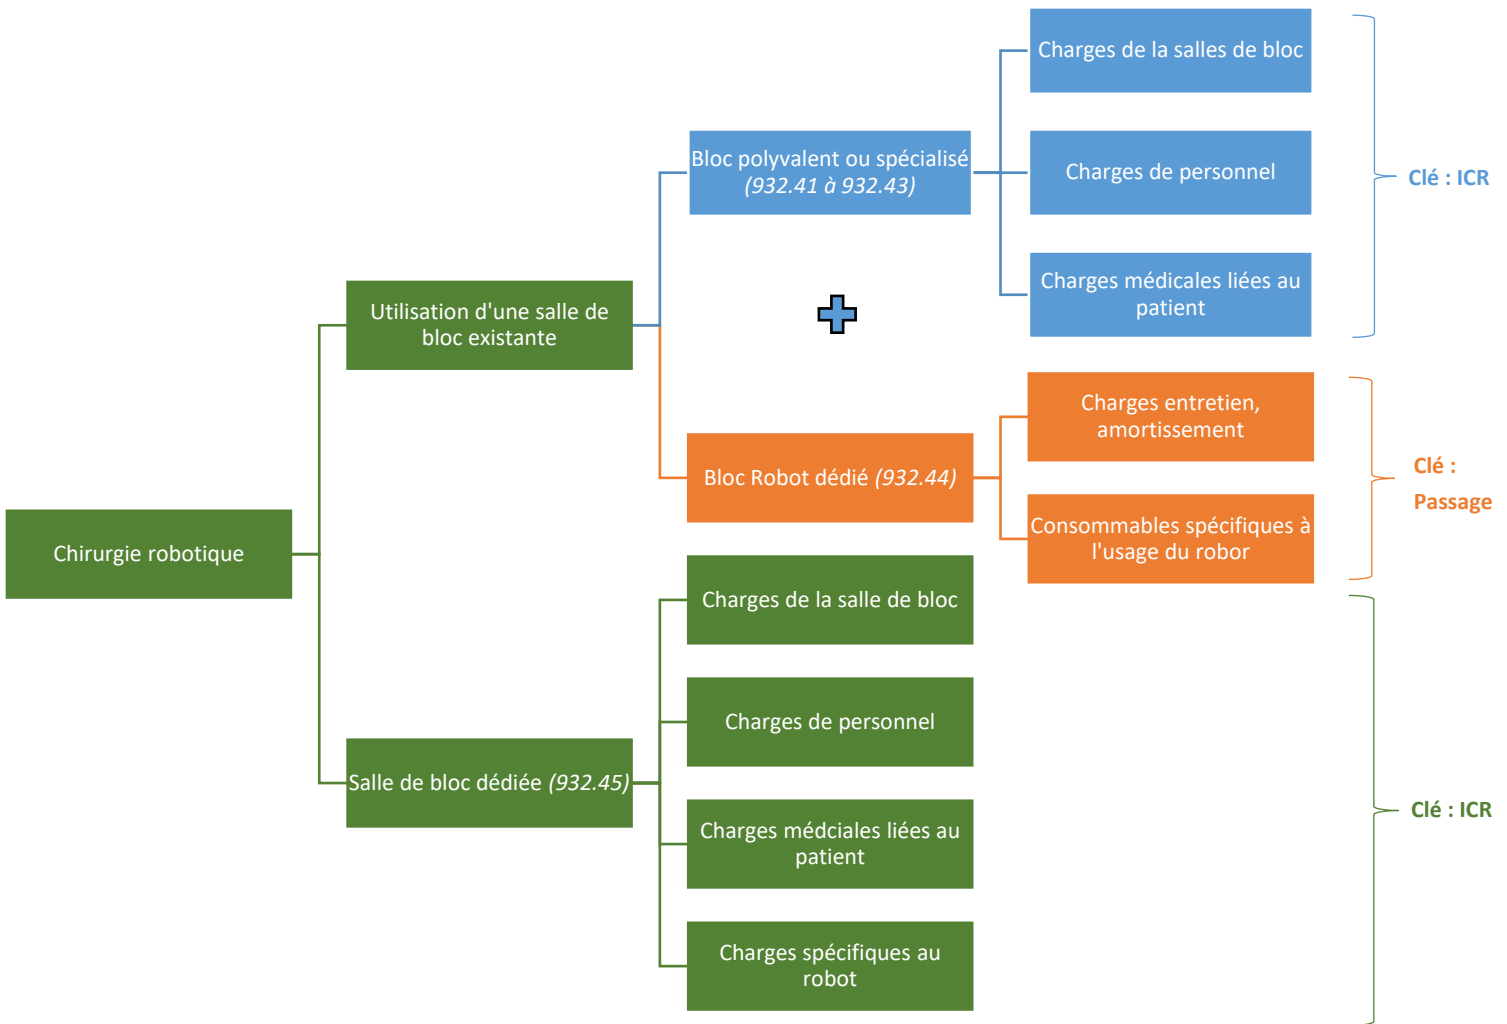 Charges de la salles de bloc
Bloc polyvalent ou spécialisé
(932.41 à 932.43)
Charges de personnel
Clé : ICR
Charges médicales liées au
patient
Utilisation d'une salle de
bloc existante
Charges entretien,
amortissement
Bloc Robot dédié (932.44)
Clé :
Passage
Consommables spécifiques à
l'usage du robor
Chirurgie robotique
Charges de la salle de bloc
Charges de personnel
Salle de bloc dédiée (932.45)
Charges médciales liées au
patient
Clé : ICR
Charges spécifiques au
robot